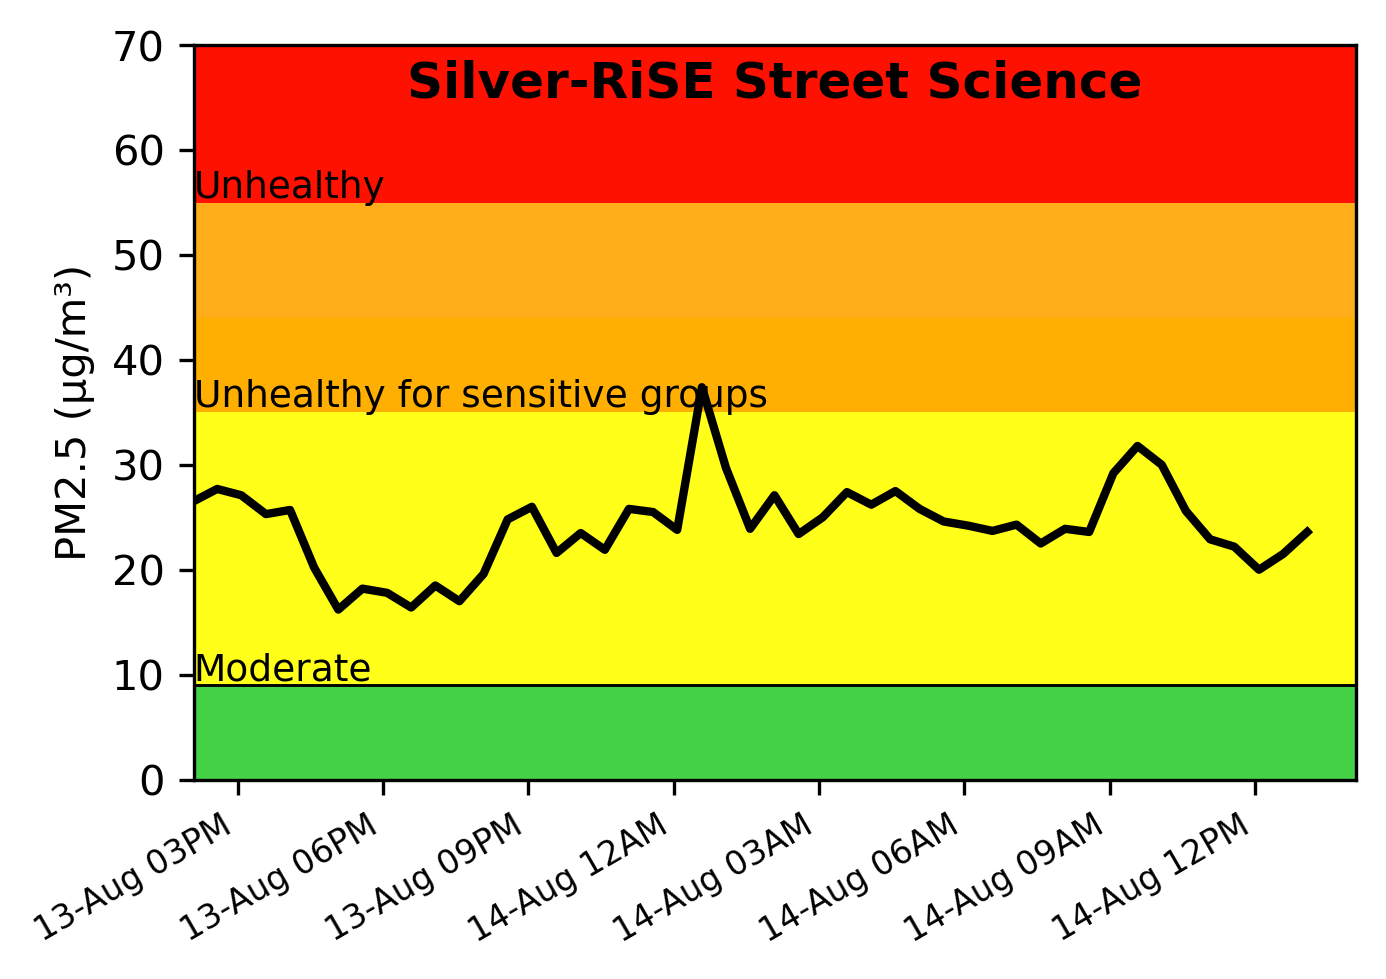 Silver-RiSE Street Science
PM2.5 (µg/m³)
70
60
50
40
30
20
10
0
Unhealthy
Unhealthy for sensitive groups
Moderate
13-Aug 03PM
13-Aug 06PM
13-Aug 09PM
14-Aug 12AM
14-Aug 03AM
14-Aug 06AM
14-Aug 09AM
14-Aug 12PM